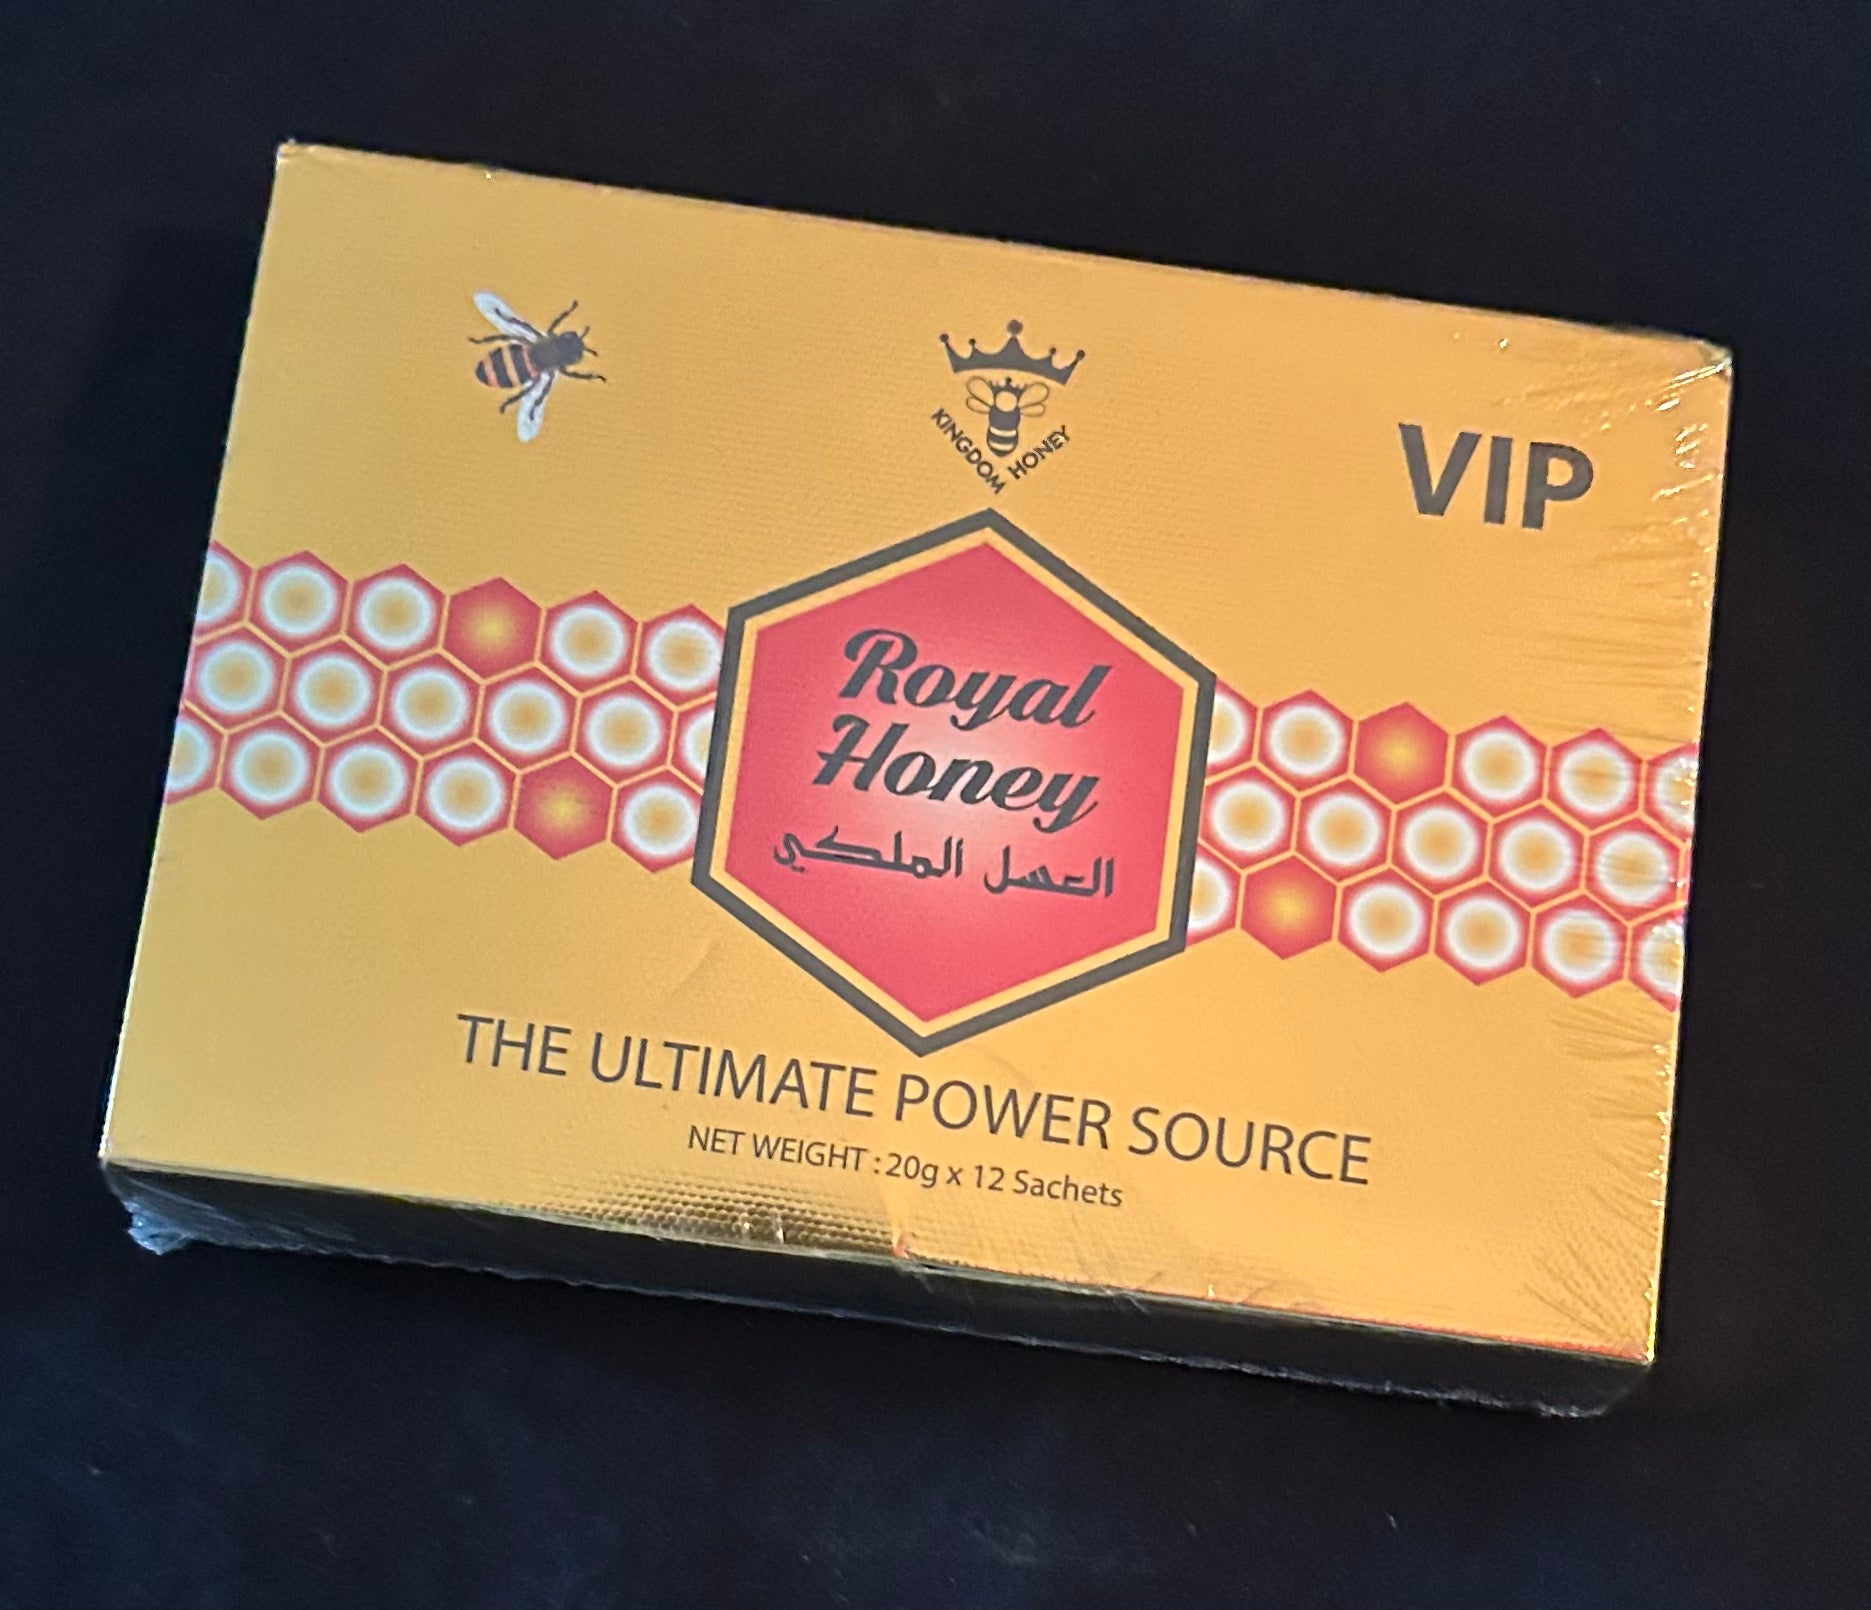 KINGDOM HONEY
VIP
Royal
Honey
العسل الملكي
THE ULTIMATE POWER SOURCE
NET WEIGHT : 20g x 12 Sachets